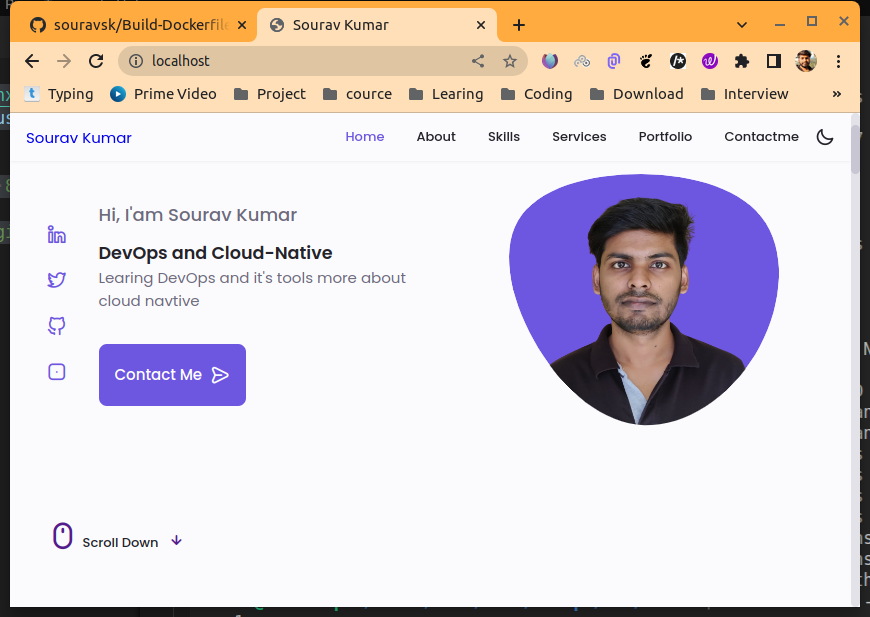 souravsk/Build-Dockerfile
Sourav Kumar
localhost
Typing Prime Video Project cource Learing Coding Download Interview »
Sourav Kumar Home About Skills Services Portfolio Contactme
Hi, I'am Sourav Kumar
DevOps and Cloud-Native
Learing DevOps and it's tools more about
cloud navtive
Contact Me
Scroll Down